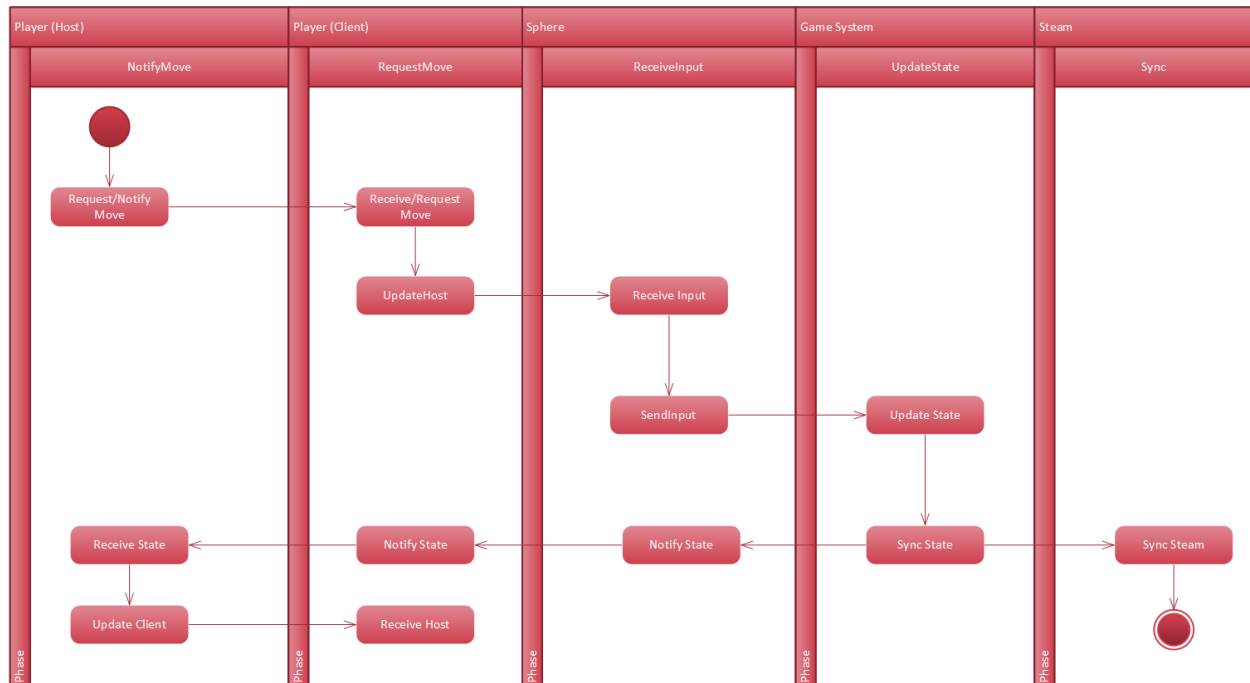 Player (Host)
Player (Client)
Sphere
Game System
Steam
NotifyMove
RequestMove
ReceiveInput
UpdateState
Sync
Request/Notify
Move
Receive/Request
Move
UpdateHost
Receive Input
SendInput
Update State
Receive State
Notify State
Notify State
Sync State
Sync Steam
Update Client
Receive Host
Phase
Phase
Phase
Phase
Phase